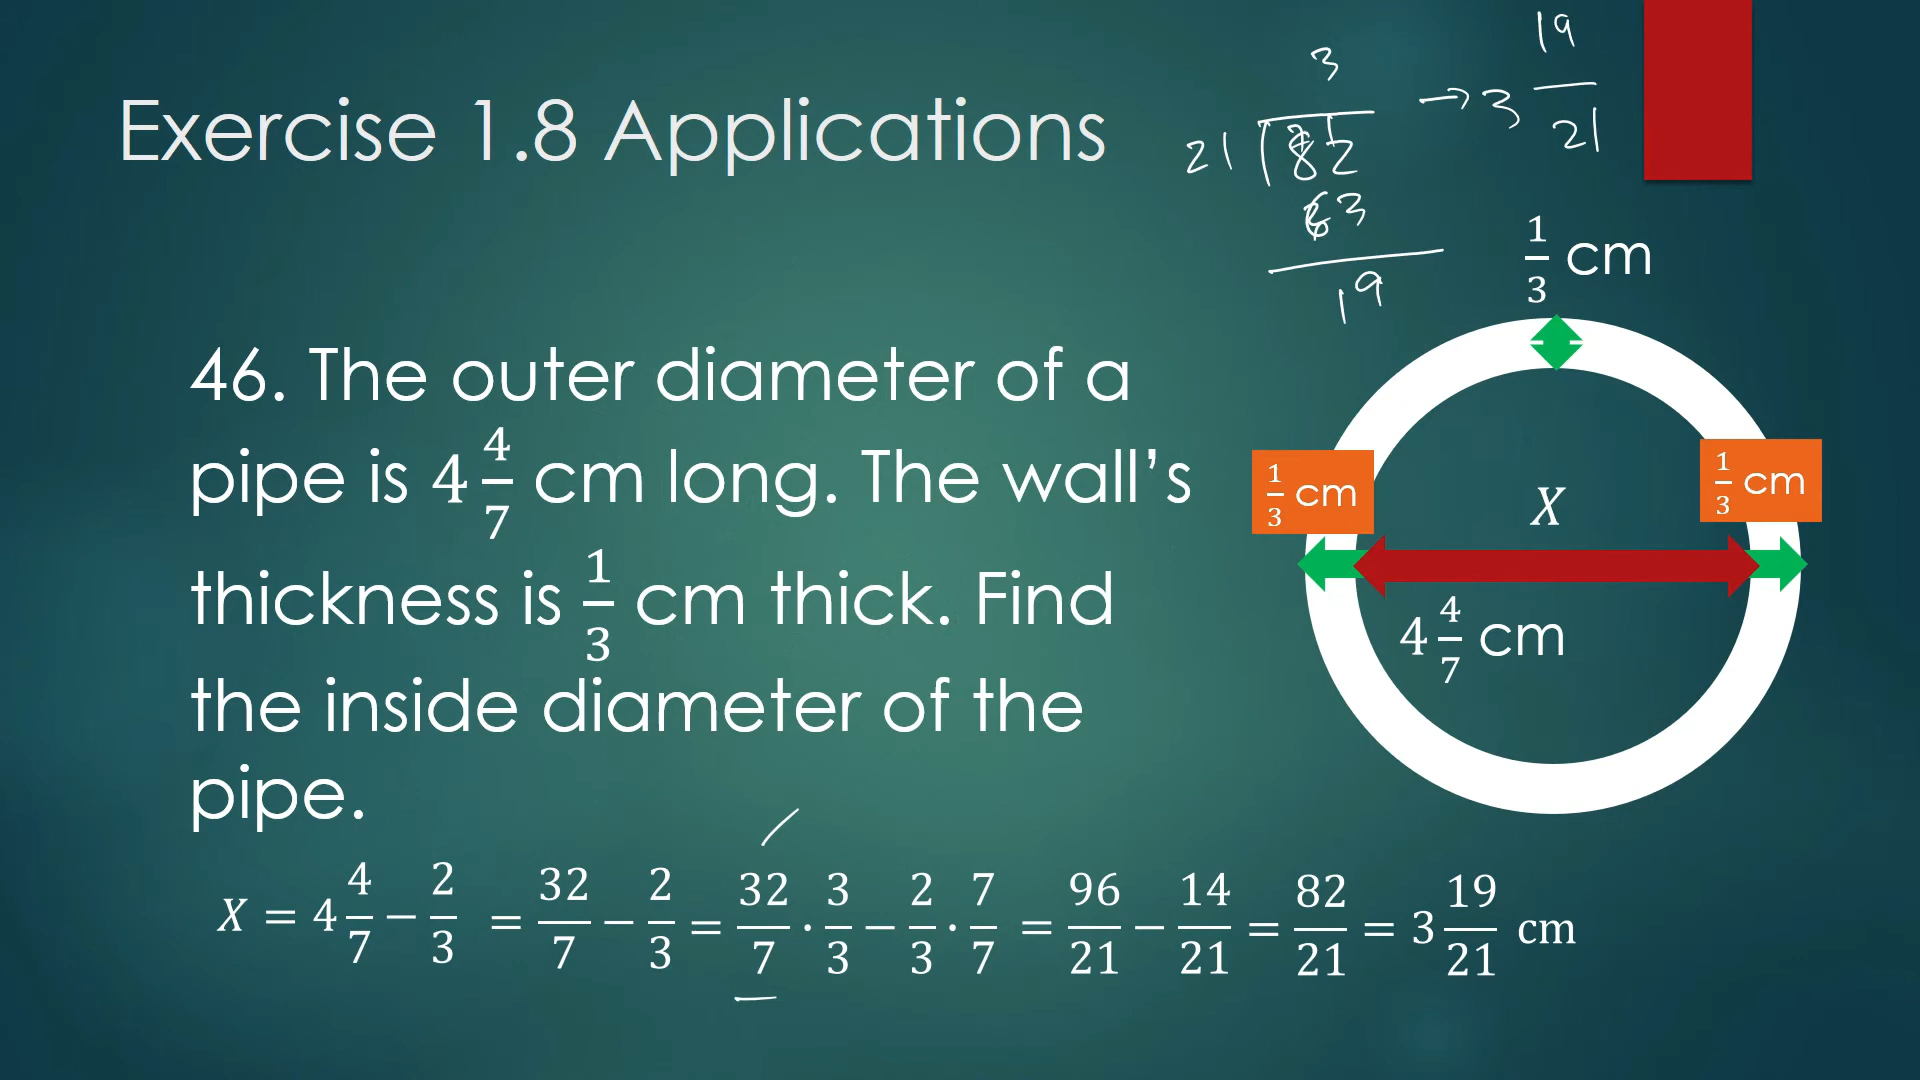 Exercise 1.8 Applications
3
21 82 → 3 19/21
63
19
1/3 cm
46. The outer diameter of a
pipe is 4 4/7 cm long. The wall’s
thickness is 1/3 cm thick. Find
the inside diameter of the
pipe.
1/3 cm
X
1/3 cm
4 4/7 cm
X = 4 4/7 − 2/3 = 32/7 − 2/3 = 32/7 · 3/3 − 2/3 · 7/7 = 96/21 − 14/21 = 82/21 = 3 19/21 cm